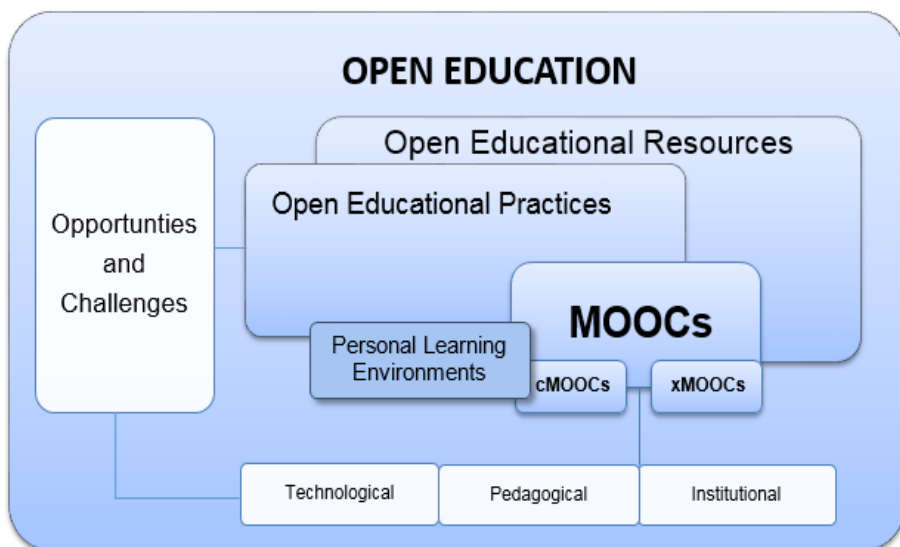 OPEN EDUCATION
Open Educational Resources
Open Educational Practices
Opportunties
and
Challenges
MOOCs
Personal Learning
Environments
cMOOCs
xMOOCs
Technological
Pedagogical
Institutional